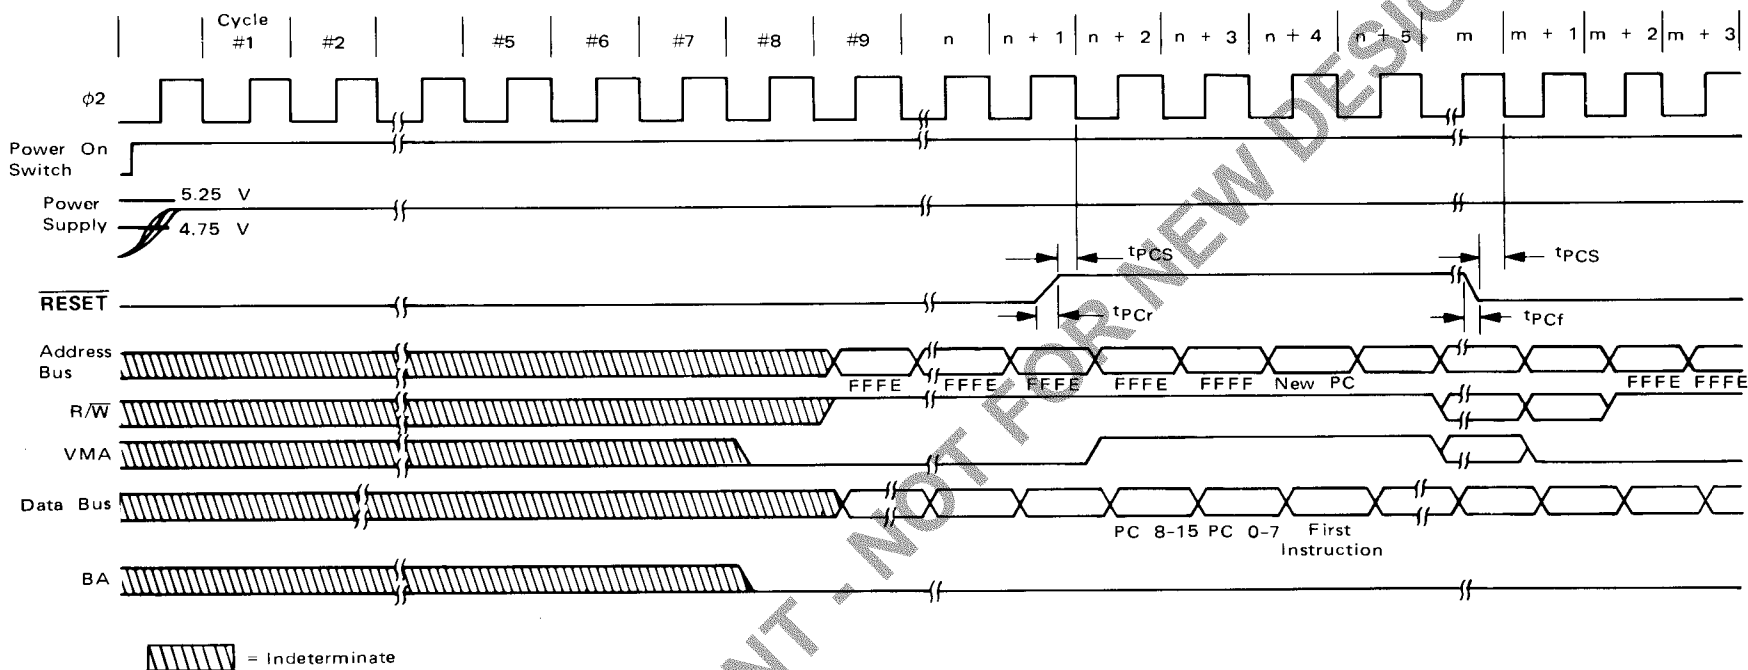 Cycle
#1 #2 #5 #6 #7 #8 #9 n n + 1 n + 2 n + 3 n + 4 n + 5 m m + 1 m + 2 m + 3
φ2
Power On
Switch
Power
Supply
5.25 V
4.75 V
tPCS tPCS
RESET
tPCr tPCf
Address
Bus
FFFE FFFE FFFE FFFE FFFF New PC FFFE FFFE
R/W
VMA
Data Bus
PC 8-15 PC 0-7 First
Instruction
BA
= Indeterminate
NT - NOT FOR NEW DESIG